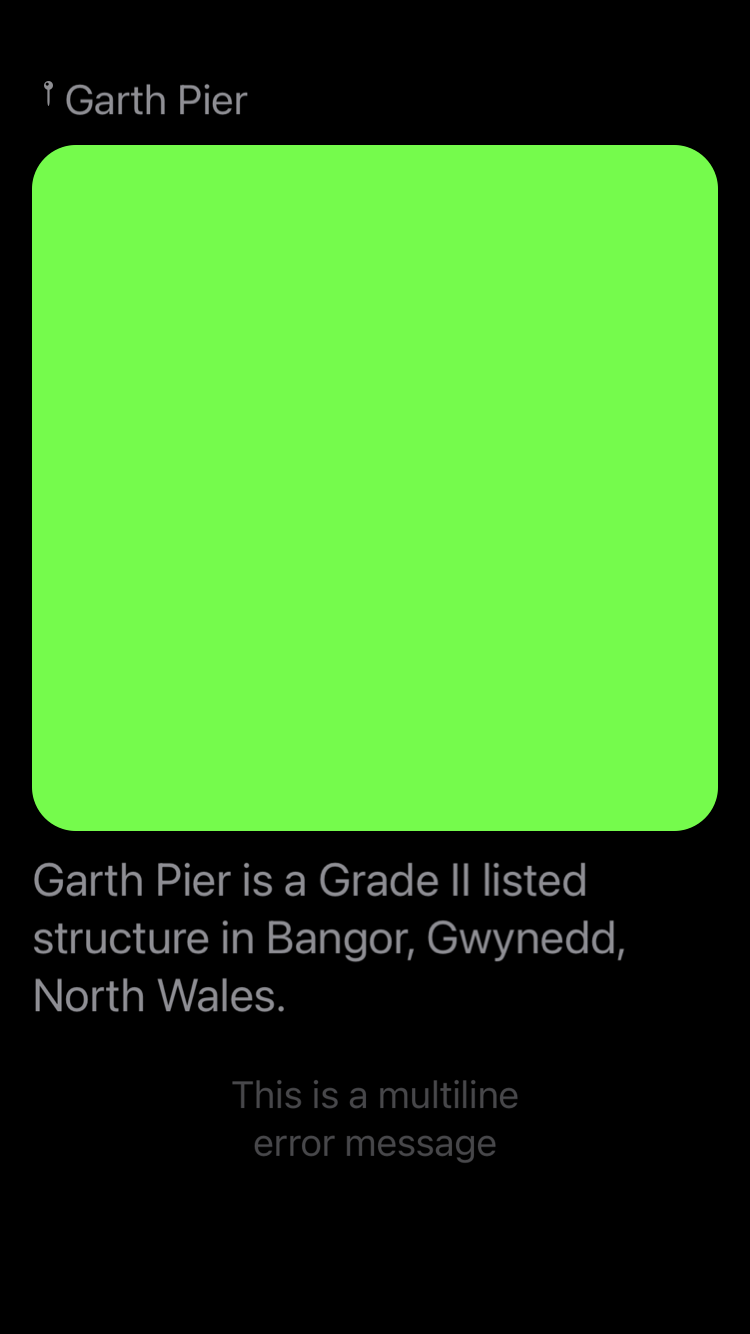 Garth Pier
Garth Pier is a Grade II listed
structure in Bangor, Gwynedd,
North Wales.
This is a multiline
error message